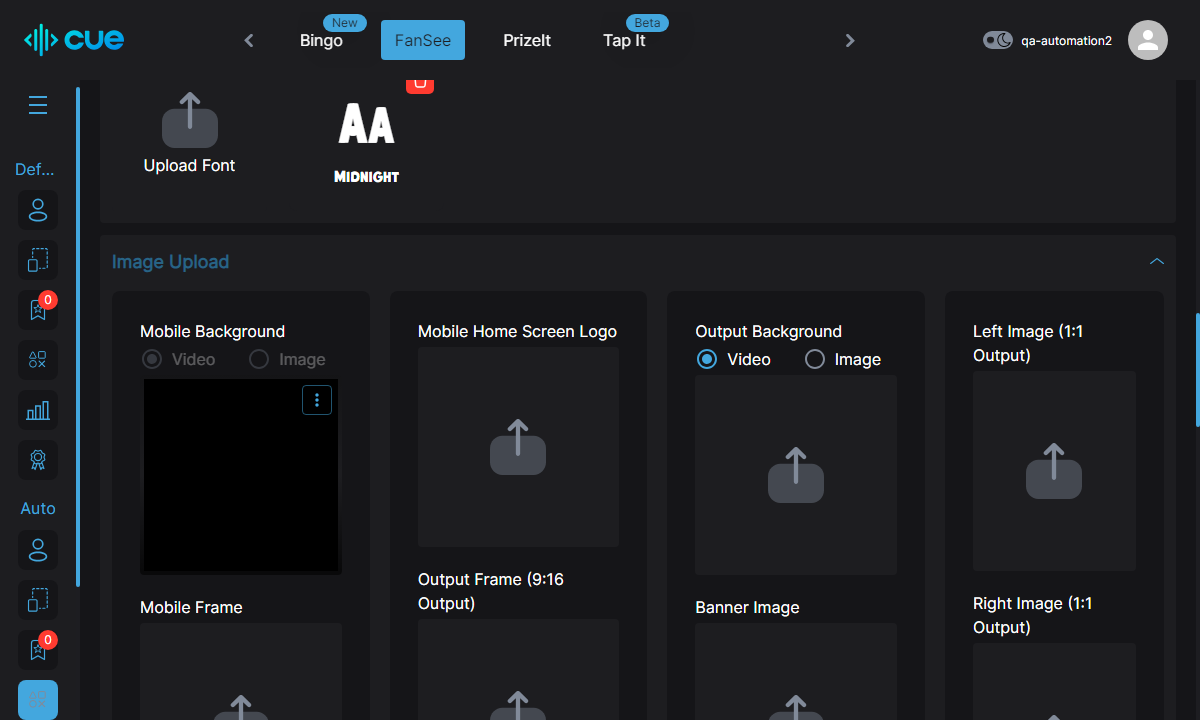 cue
Bingo
New
FanSee
PrizeIt
Tap It
Beta
qa-automation2
Def...
0
Auto
0
Upload Font
AA
MIDNIGHT
Image Upload
Mobile Background
Video
Image
Mobile Frame
Mobile Home Screen Logo
Output Frame (9:16
Output)
Output Background
Video
Image
Banner Image
Left Image (1:1
Output)
Right Image (1:1
Output)